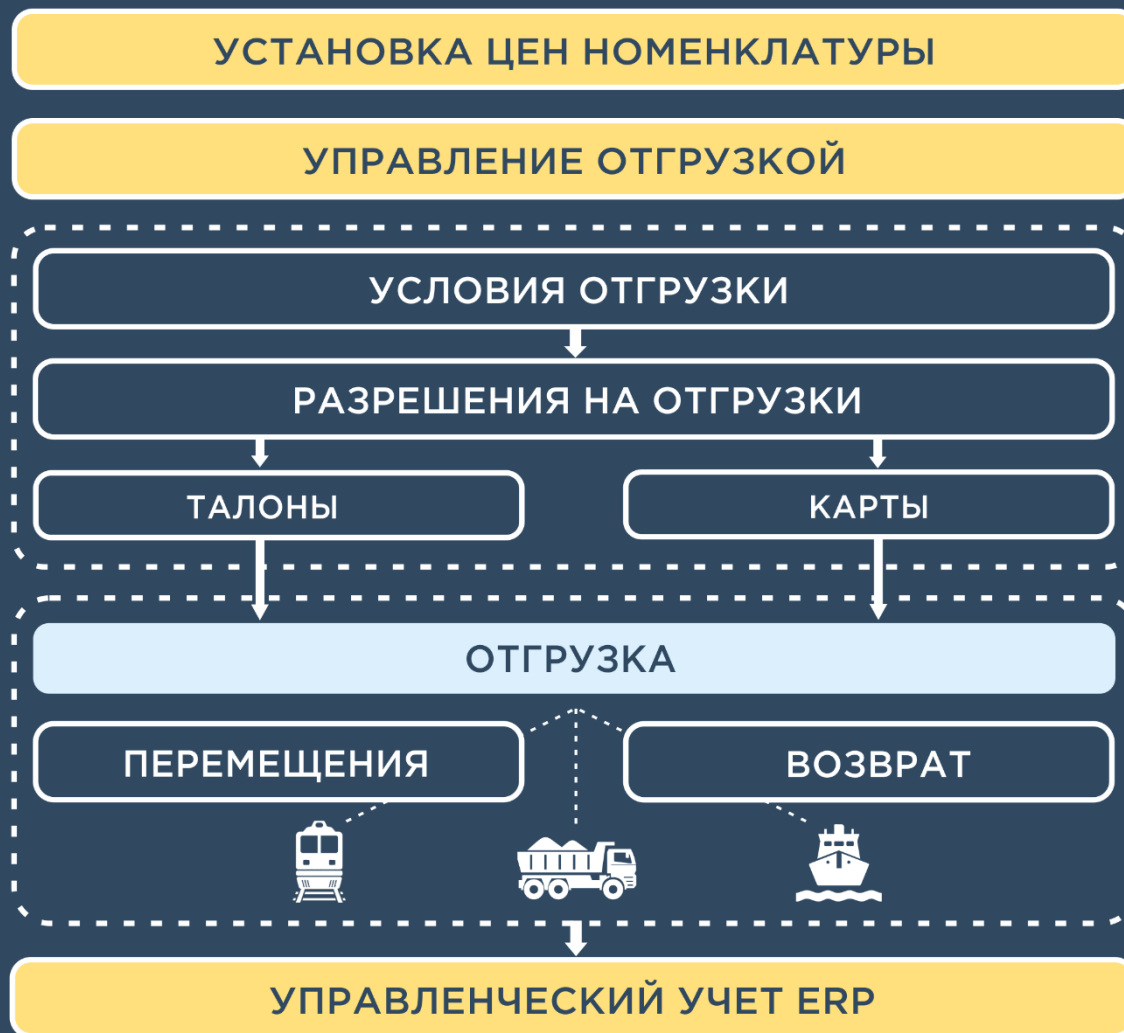 УСТАНОВКА ЦЕН НОМЕНКЛАТУРЫ
УПРАВЛЕНИЕ ОТГРУЗКОЙ
УСЛОВИЯ ОТГРУЗКИ
РАЗРЕШЕНИЯ НА ОТГРУЗКИ
ТАЛОНЫ
КАРТЫ
ОТГРУЗКА
ПЕРЕМЕЩЕНИЯ
ВОЗВРАТ
УПРАВЛЕНЧЕСКИЙ УЧЕТ ERP